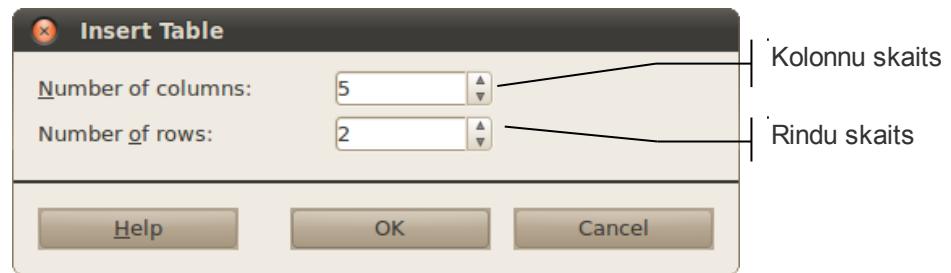 Insert Table
Number of columns: 5
Kolonnu skaits
Number of rows: 2
Rindu skaits
Help OK Cancel